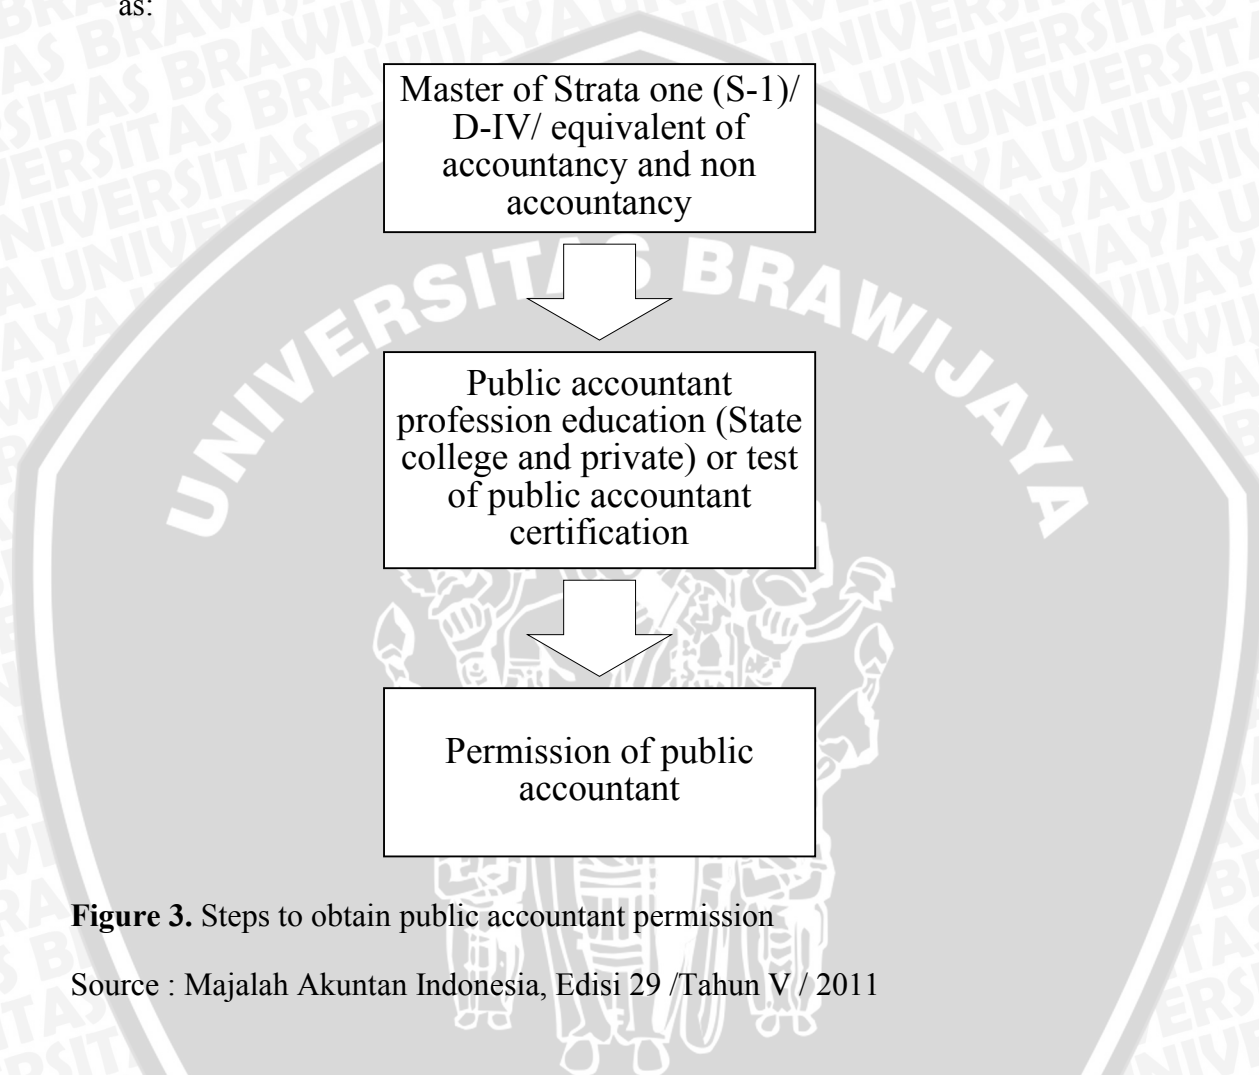 as:
Master of Strata one (S-1)/
D-IV/ equivalent of
accountancy and non
accountancy
UNIVERSITAS BRAWIJAYA
Public accountant
profession education (State
college and private) or test
of public accountant
certification
Permission of public
accountant
Figure 3. Steps to obtain public accountant permission
Source : Majalah Akuntan Indonesia, Edisi 29 /Tahun V / 2011